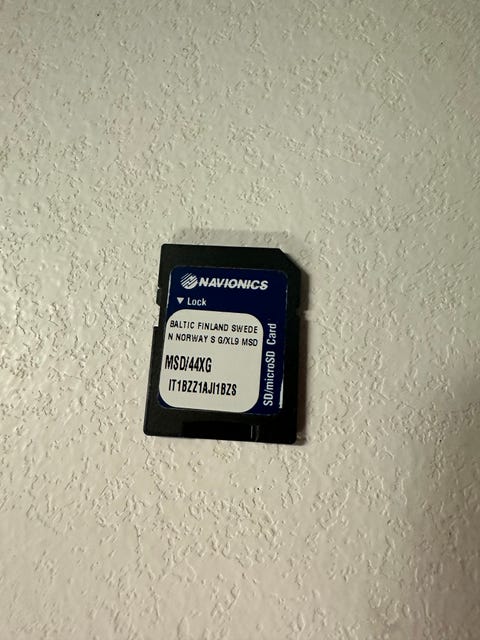 NAVIONICS
▼ Lock
BALTIC FINLAND SWEDE
N NORWAY S G/XL9 MSD
MSD/44XG
IT1BZZ1AJI1BZS
SD/microSD Card